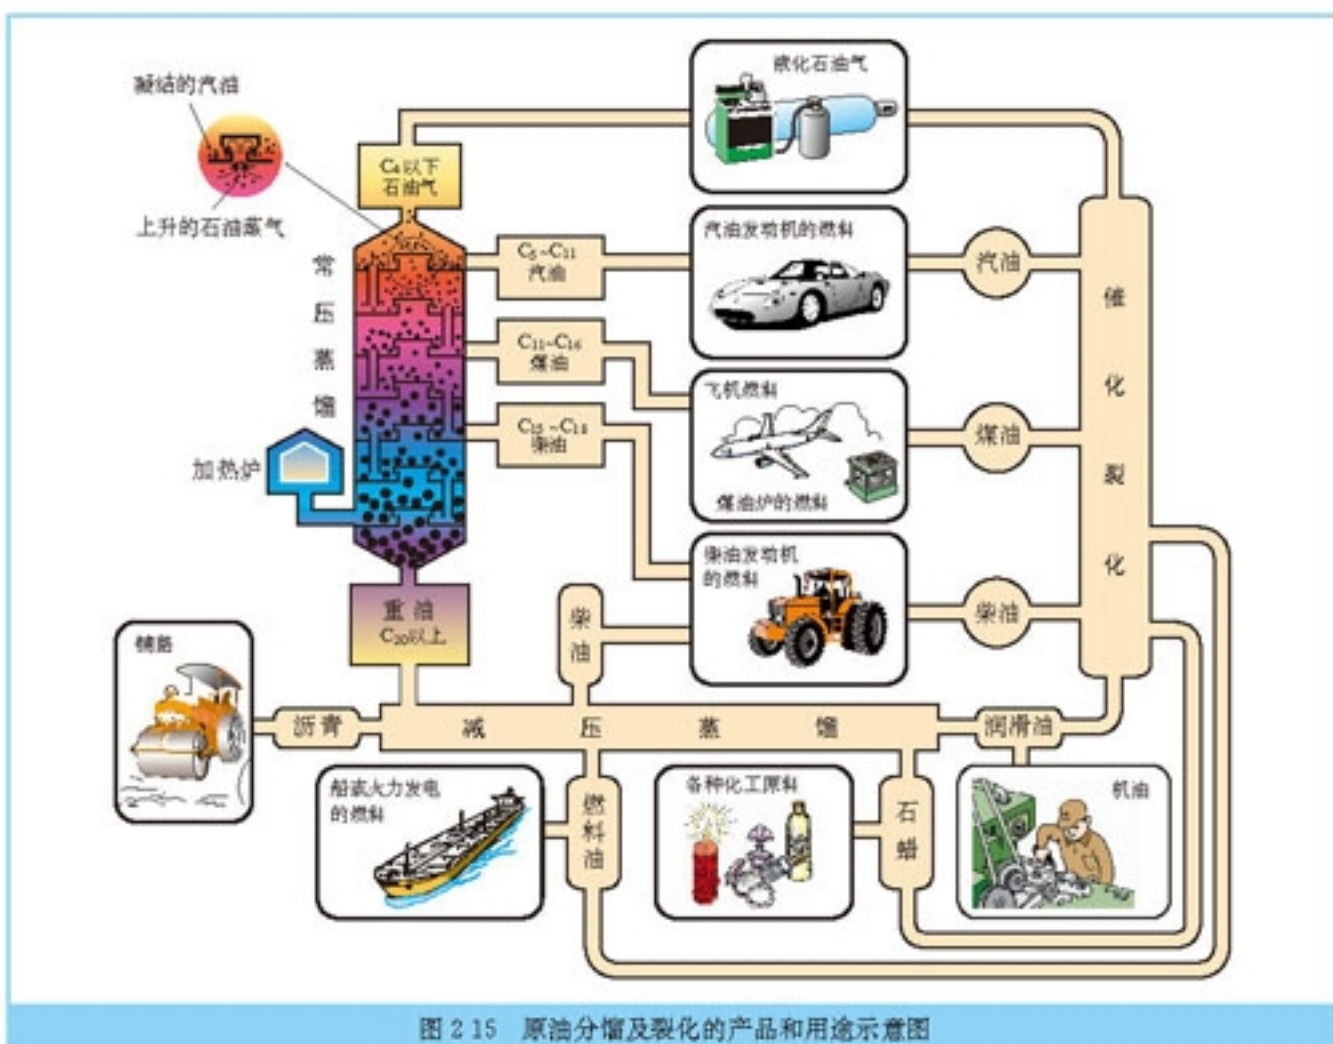 凝结的汽油
上升的石油蒸气
C₄以下
石油气
液化石油气
常压蒸馏
C₅~C₁₁
汽油
汽油发动机的燃料
汽油
C₁₁~C₁₆
煤油
飞机燃料
煤油炉的燃料
煤油
C₁₅~C₁₈
柴油
柴油发动机
的燃料
柴油
催化裂化
加热炉
重油
C₂₀以上
柴油
铺路
沥青
减压蒸馏
润滑油
船或火力发电
的燃料
燃料油
各种化工原料
石蜡
机油
图 2 15 原油分馏及裂化的产品和用途示意图